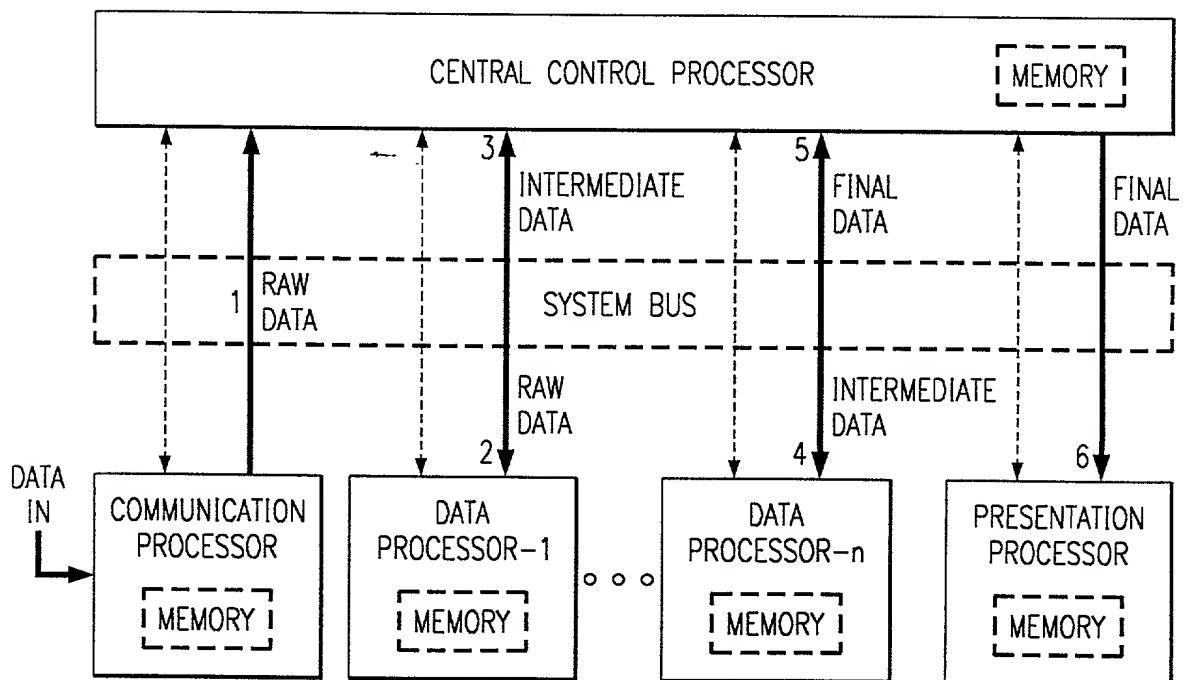 CENTRAL CONTROL PROCESSOR
MEMORY
3
5
INTERMEDIATE
DATA
FINAL
DATA
FINAL
DATA
1
RAW
DATA
SYSTEM BUS
RAW
DATA
INTERMEDIATE
DATA
2
4
6
DATA
IN
COMMUNICATION
PROCESSOR
MEMORY
DATA
PROCESSOR-1
MEMORY
DATA
PROCESSOR-n
MEMORY
PRESENTATION
PROCESSOR
MEMORY